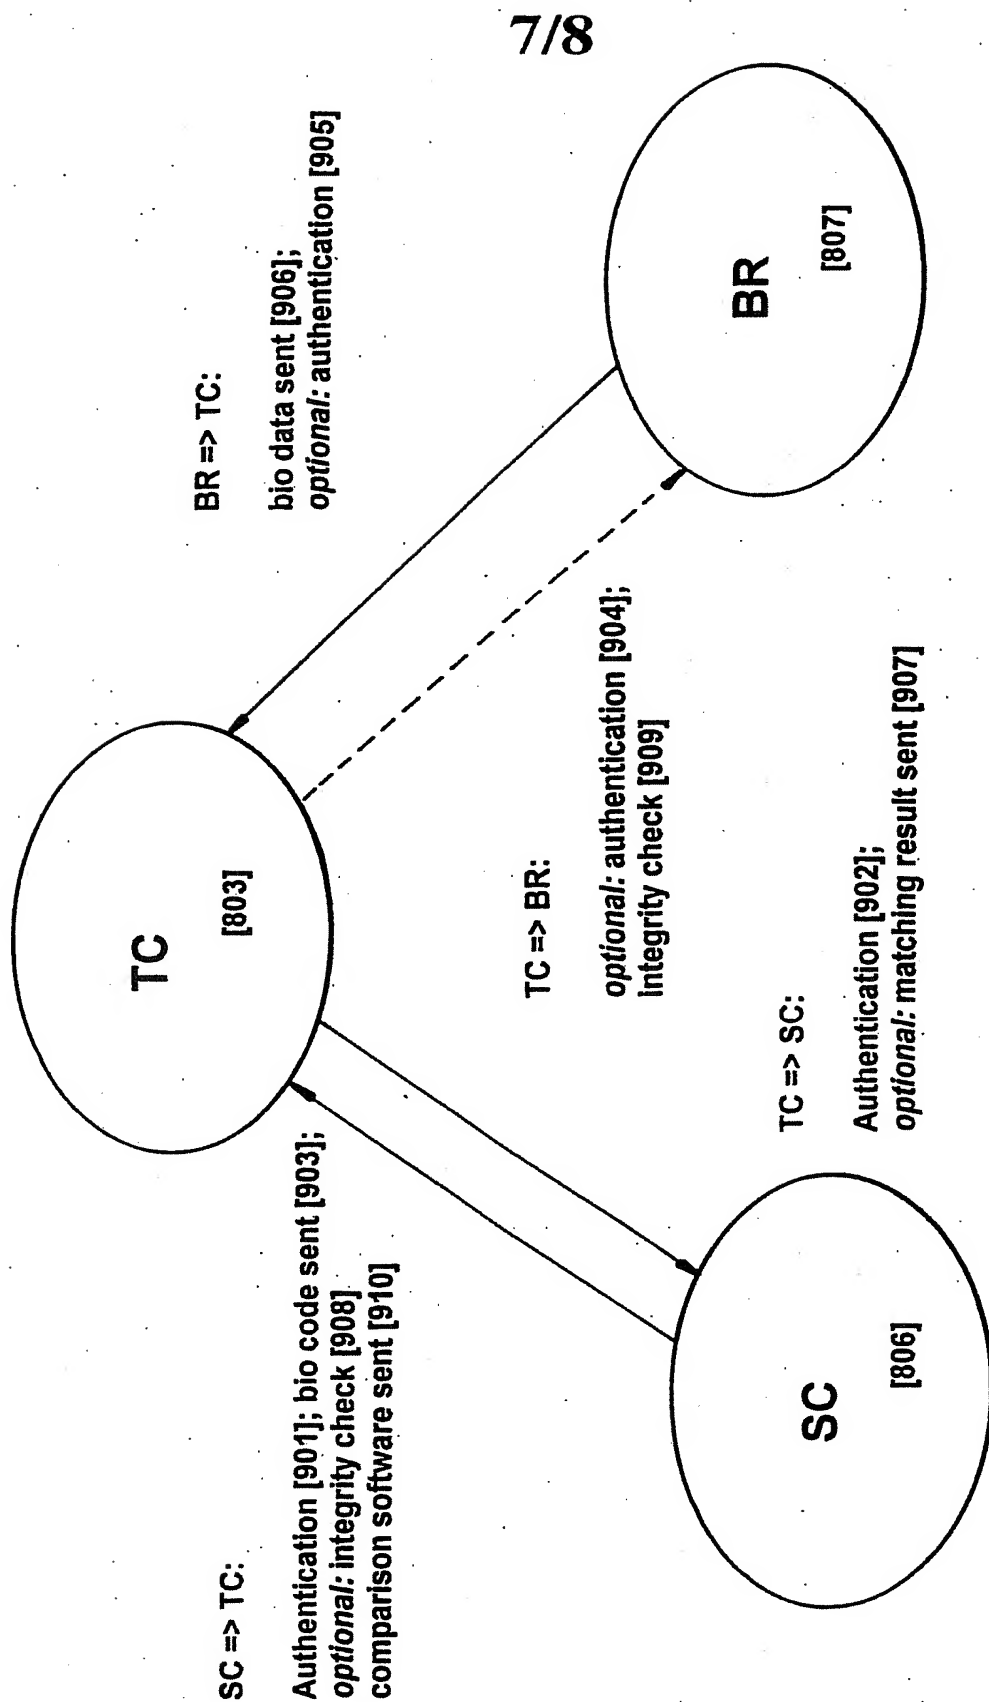 7/8
SC => TC:
Authentication [901]; bio code sent [903];
optional: integrity check [908]
comparison software sent [910]
TC
[803]
BR => TC:
bio data sent [906];
optional: authentication [905]
TC => BR:
optional: authentication [904];
integrity check [909]
TC => SC:
Authentication [902];
optional: matching result sent [907]
SC
[806]
BR
[807]